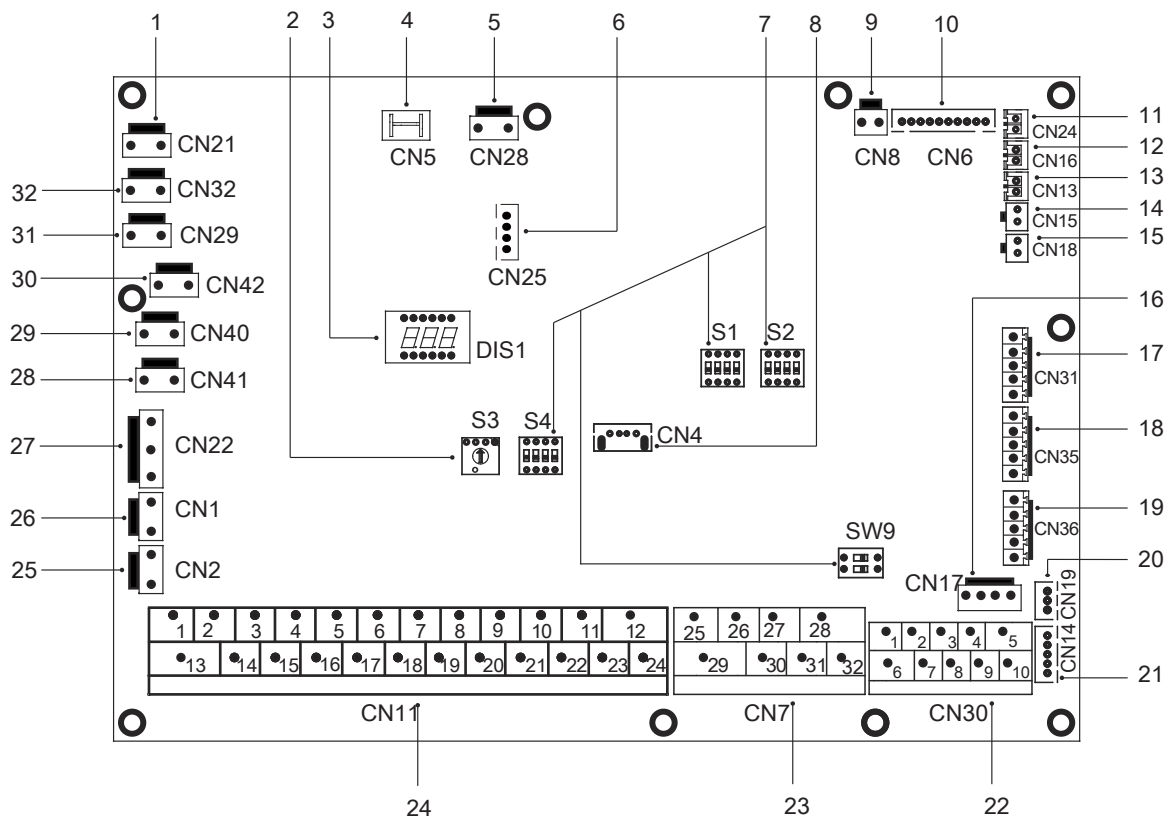 1 2 3 4 5 6 7 8 9 10
CN21 CN5 CN28 CN8 CN6 CN24 11
CN16 12
32 CN32 CN13 13
31 CN29 CN15 14
CN25 CN18 15
30 CN42
16
29 CN40 DIS1 S1 S2
CN31 17
28 CN41
27 CN22 S3 S4 CN4 8 18
CN35
26 CN1 19
CN36
SW9
25 CN2 CN17 CN19 20
1 2 3 4 5 6 7 8 9 10 11 12 25 26 27 28 1 2 3 4 5 CN14
13 14 15 16 17 18 19 20 21 22 23 24 29 30 31 32 6 7 8 9 10 21
CN11 CN7 CN30
24 23 22